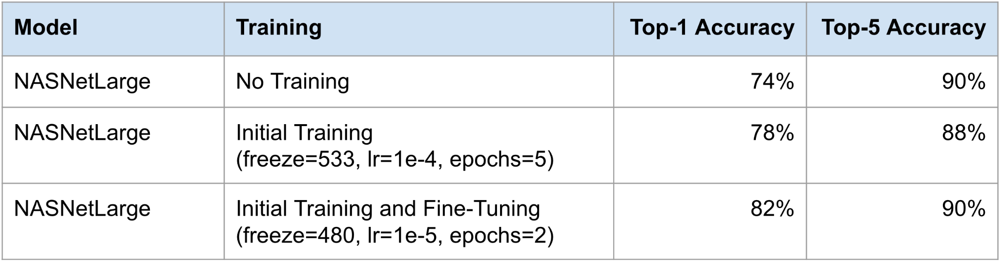 Model Training Top-1 Accuracy Top-5 Accuracy
NASNetLarge No Training 74% 90%
NASNetLarge Initial Training 78% 88%
(freeze=533, lr=1e-4, epochs=5)
NASNetLarge Initial Training and Fine-Tuning 82% 90%
(freeze=480, lr=1e-5, epochs=2)